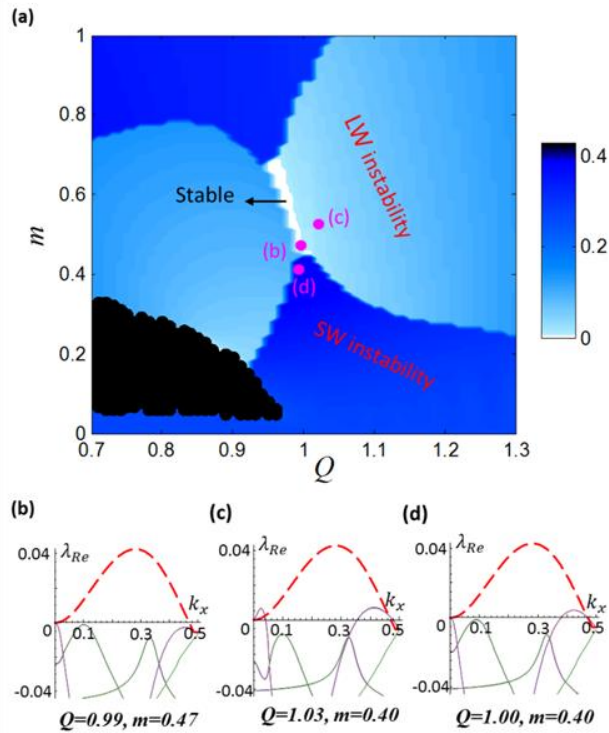 (a)
1
0.8
0.6
0.4
0.2
0
m
0.7 0.8 0.9 1 1.1 1.2 1.3
Q
Stable
LW instability
SW instability
(b)
(c)
(d)
0.4
0.2
0
(b)
0.04
λRe
kx
0
0.1 0.3 0.5
-0.04
Q=0.99, m=0.47
(c)
0.04
λRe
kx
0
0.1 0.3 0.5
-0.04
Q=1.03, m=0.40
(d)
0.04
λRe
kx
0
0.1 0.3 0.5
-0.04
Q=1.00, m=0.40